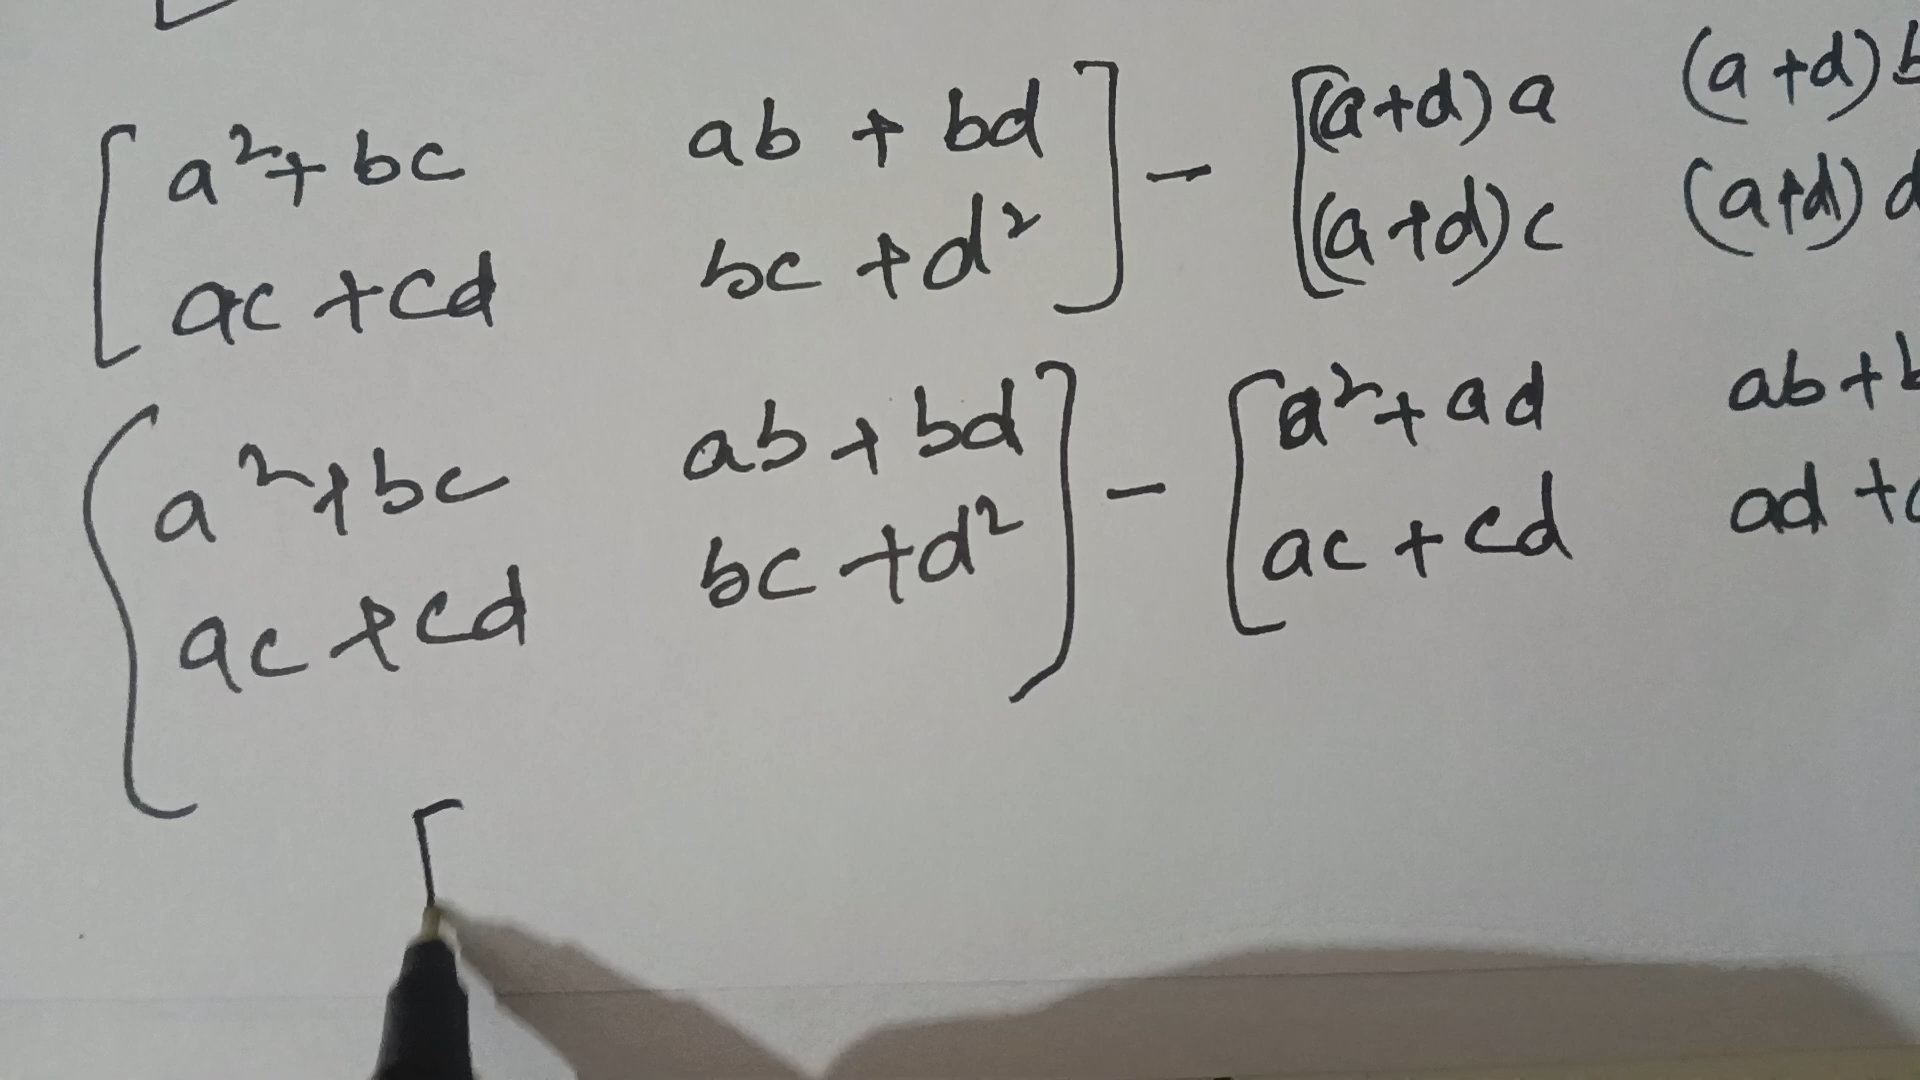 [a²+bc ab + bd] - [(a+d)a (a+d)b
ac +cd bc +d² (a+d)c (a+d)d
[a²+bc ab+bd] - [a²+ad ab+b
ac+cd bc+d² ac+cd ad +
[